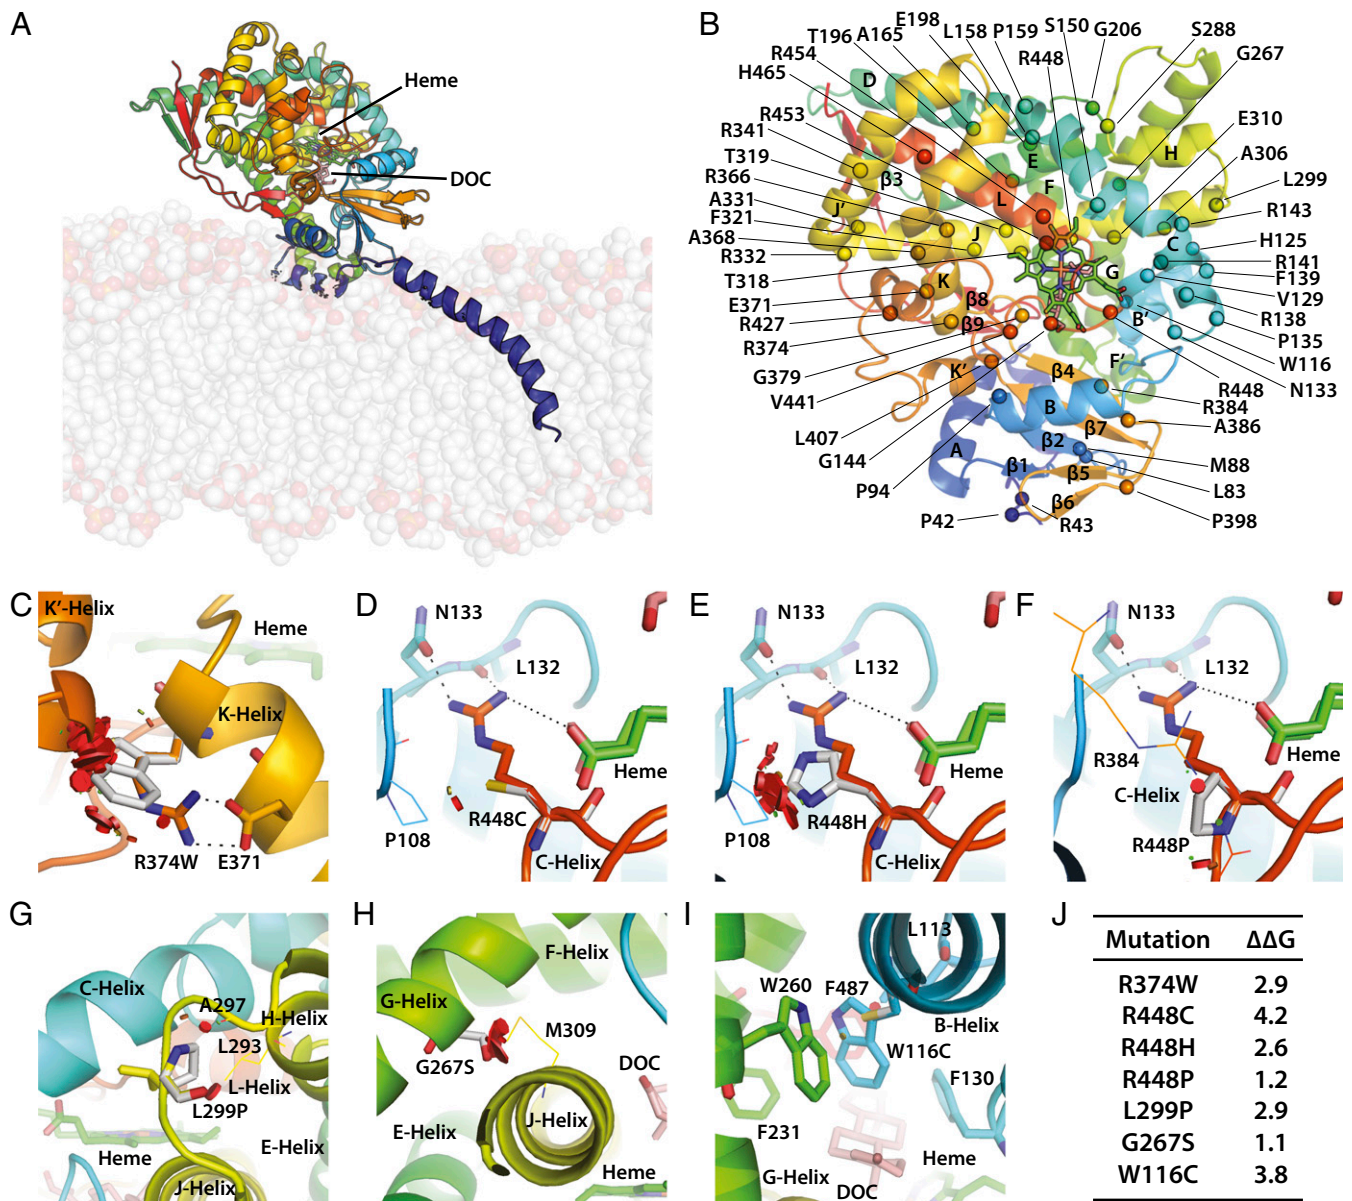 A
Heme
DOC
B
E198
T196
A165
L158
P159
S150
G206
R454
R448
S288
H465
G267
R453
R341
T319
R366
A331
F321
A368
R332
T318
E371
R427
R374
G379
V441
L407
G144
P94
P42
R43
E310
A306
L299
R143
H125
R141
F139
V129
R138
P135
W116
N133
R448
R384
A386
M88
L83
P398
D
E
H
β3
F
L
J'
J
C
G
K
β8
β9
B'
K'
F'
β4
B
β7
β2
A
β1
β5
β6
C
K'-Helix
Heme
K-Helix
R374W
E371
D
N133
L132
Heme
R448C
P108
C-Helix
E
N133
L132
Heme
P108
R448H
C-Helix
F
N133
L132
R384
Heme
C-Helix
R448P
G
C-Helix
A297
H-Helix
L293
L-Helix
L299P
E-Helix
Heme
J-Helix
H
F-Helix
G-Helix
M309
G267S
DOC
J-Helix
E-Helix
Heme
I
L113
W260
F487
B-Helix
W116C
F130
F231
G-Helix
Heme
DOC
J
Mutation ΔΔG
R374W 2.9
R448C 4.2
R448H 2.6
R448P 1.2
L299P 2.9
G267S 1.1
W116C 3.8